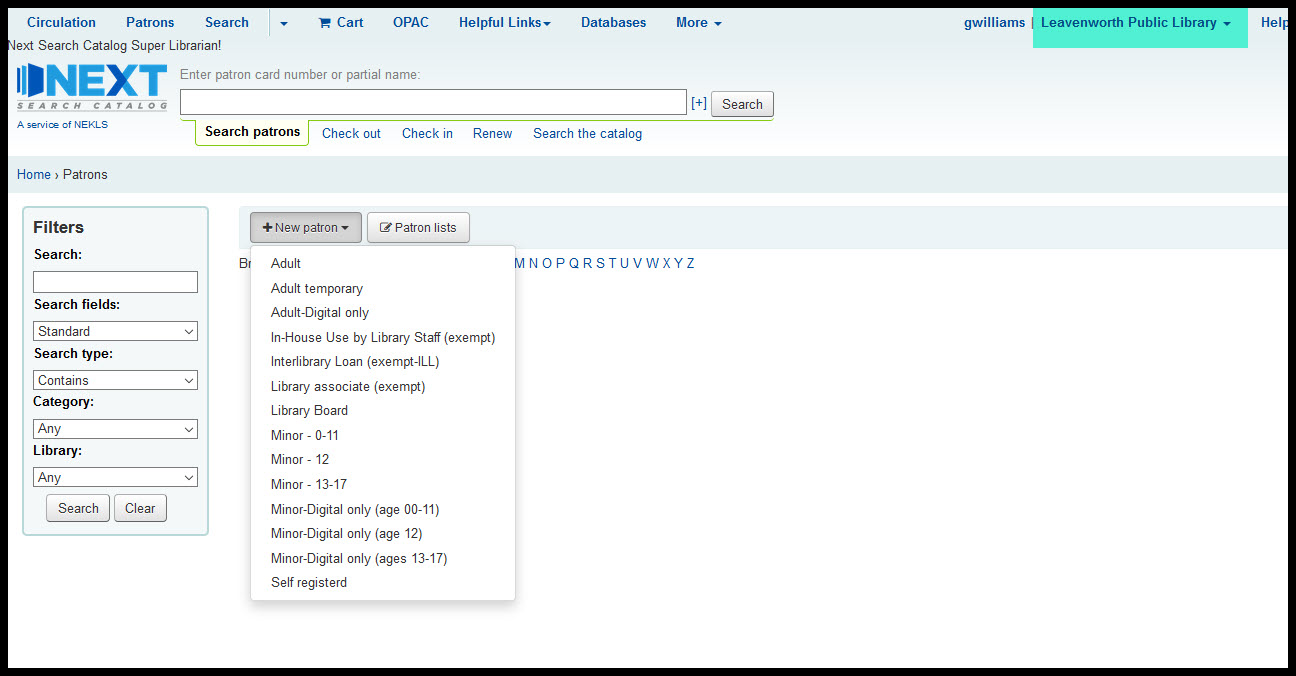 Circulation Patrons Search Cart OPAC Helpful Links Databases More gwilliams | Leavenworth Public Library Help
Next Search Catalog Super Librarian!
NEXT
SEARCH CATALOG
A service of NEKLS
Enter patron card number or partial name:
[+] Search
Search patrons Check out Check in Renew Search the catalog
Home › Patrons
Filters
Search:
Search fields:
Standard
Search type:
Contains
Category:
Any
Library:
Any
Search Clear
+ New patron Patron lists
Br M N O P Q R S T U V W X Y Z
Adult
Adult temporary
Adult-Digital only
In-House Use by Library Staff (exempt)
Interlibrary Loan (exempt-ILL)
Library associate (exempt)
Library Board
Minor - 0-11
Minor - 12
Minor - 13-17
Minor-Digital only (age 00-11)
Minor-Digital only (age 12)
Minor-Digital only (ages 13-17)
Self registerd